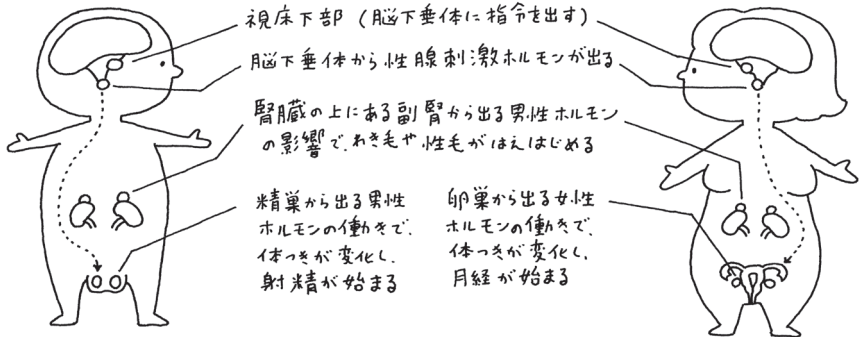 視床下部 (脳下垂体に指令を出す)
脳下垂体から性腺刺激ホルモンが出る
腎臓の上にある副腎から出る男性ホルモン
の影響で、わき毛や性毛がはえはじめる
精巣から出る男性
ホルモンの働きで、
体つきが変化し、
射精が始まる
卵巣から出る女性
ホルモンの働きで、
体つきが変化し、
月経が始まる